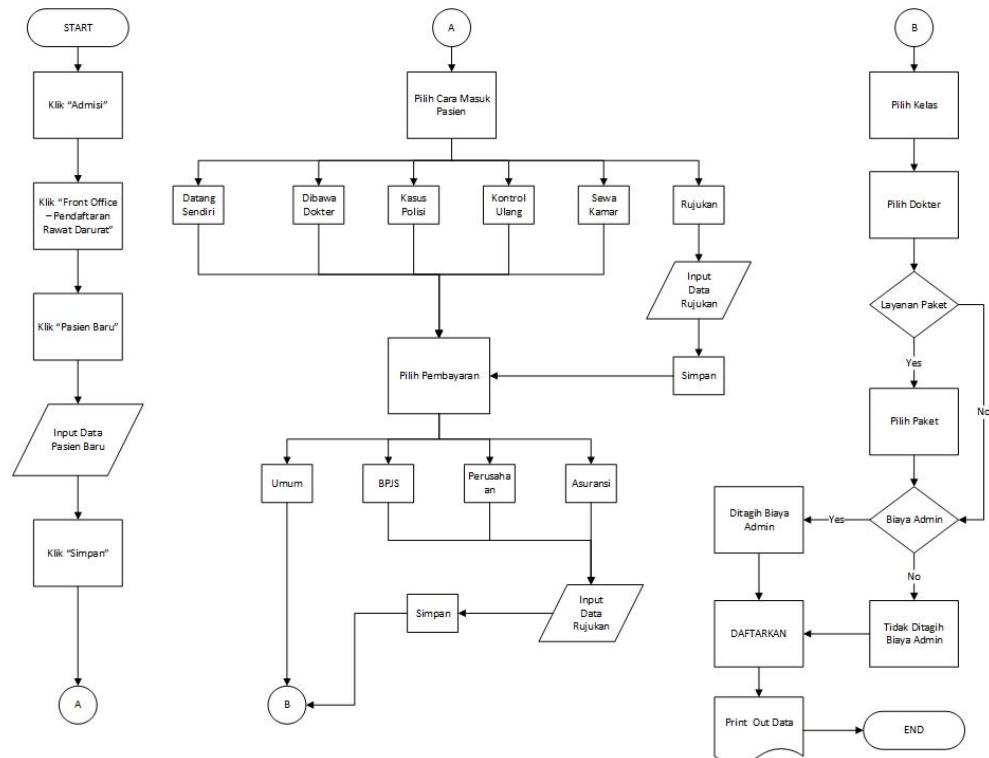 START
Klik “Admisi”
Klik “Front Office
– Pendaftaran
Rawat Darurat”
Klik “Pasien Baru”
Input Data
Pasien Baru
Klik “Simpan”
A
A
Pilih Cara Masuk
Pasien
Datang
Sendiri
Dibawa
Dokter
Kasus
Polisi
Kontrol
Ulang
Sewa
Kamar
Rujukan
Input
Data
Rujukan
Simpan
Pilih Pembayaran
Umum
BPJS
Perusaha
an
Asuransi
Input
Data
Rujukan
Simpan
B
B
Pilih Kelas
Pilih Dokter
Layanan Paket
Yes
No
Pilih Paket
Biaya Admin
Yes
Ditagih Biaya
Admin
No
Tidak Ditagih
Biaya Admin
DAFTARKAN
Print Out Data
END